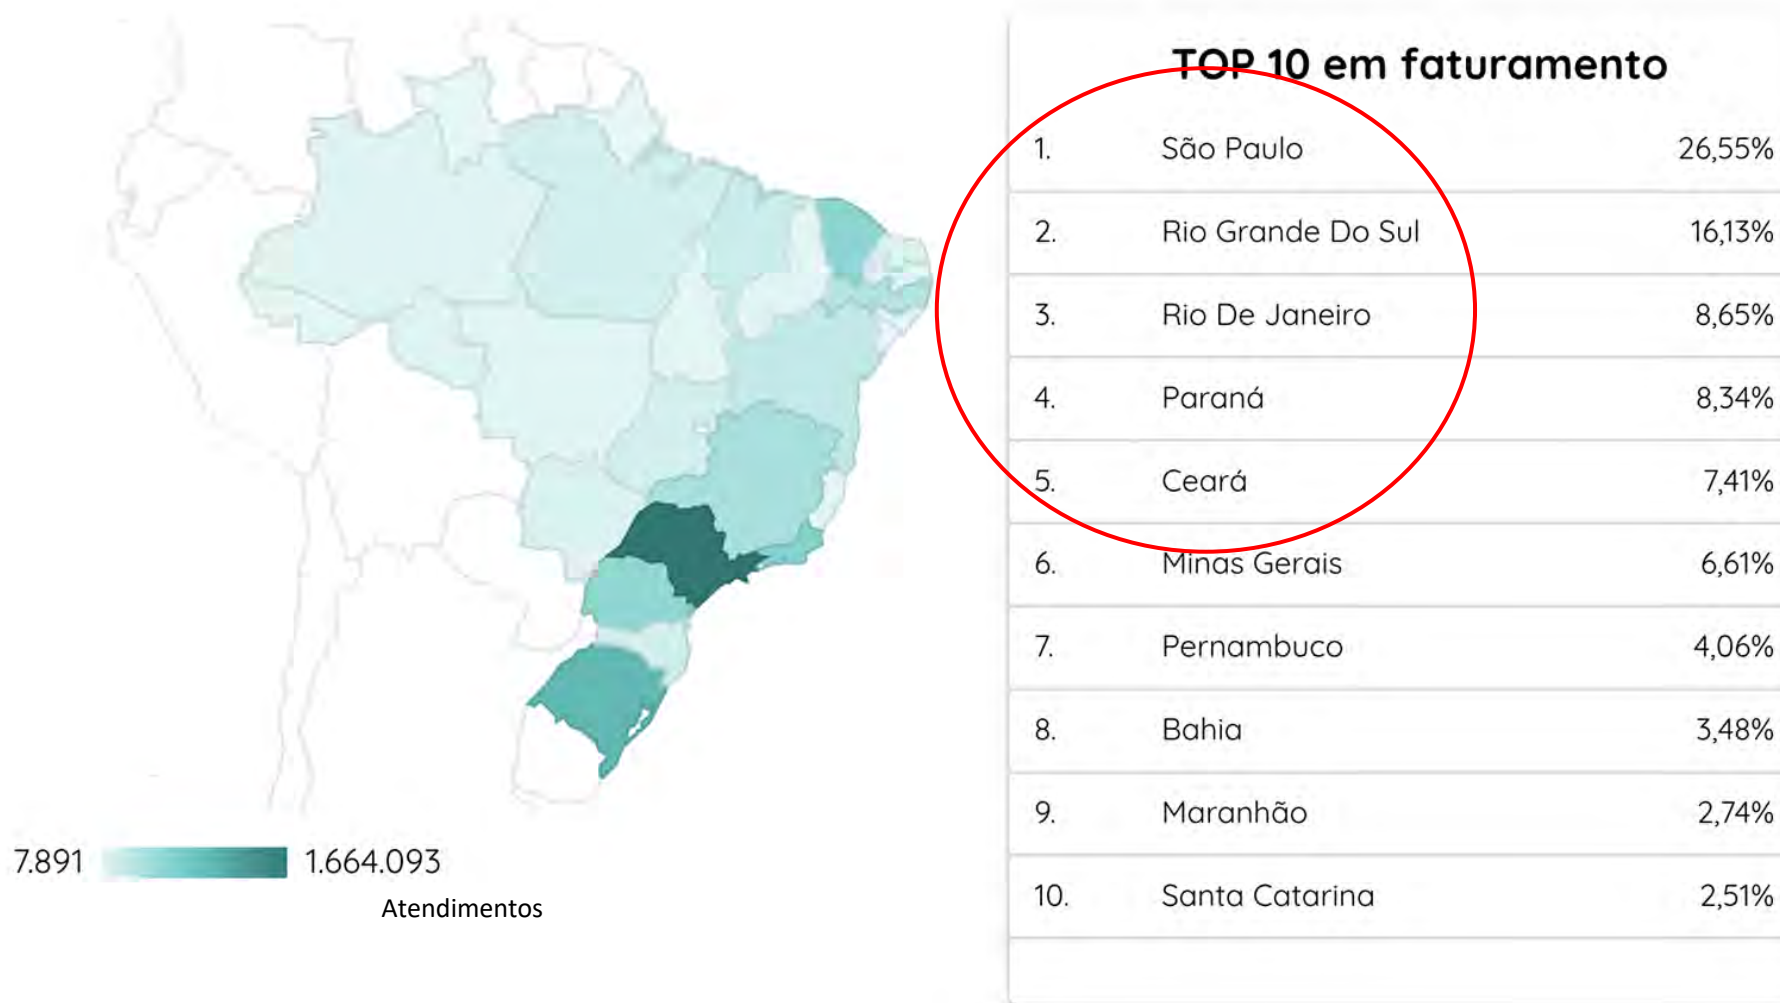 TOP 10 em faturamento
1. São Paulo 26,55%
2. Rio Grande Do Sul 16,13%
3. Rio De Janeiro 8,65%
4. Paraná 8,34%
5. Ceará 7,41%
6. Minas Gerais 6,61%
7. Pernambuco 4,06%
8. Bahia 3,48%
9. Maranhão 2,74%
10. Santa Catarina 2,51%
7.891 1.664.093
Atendimentos